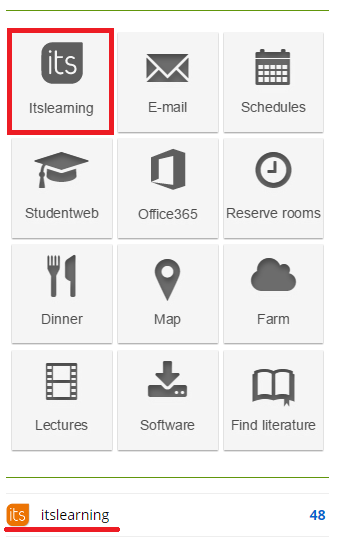 its
Itslearning E-mail Schedules
Studentweb Office365 Reserve rooms
Dinner Map Farm
Lectures Software Find literature
its itslearning 48